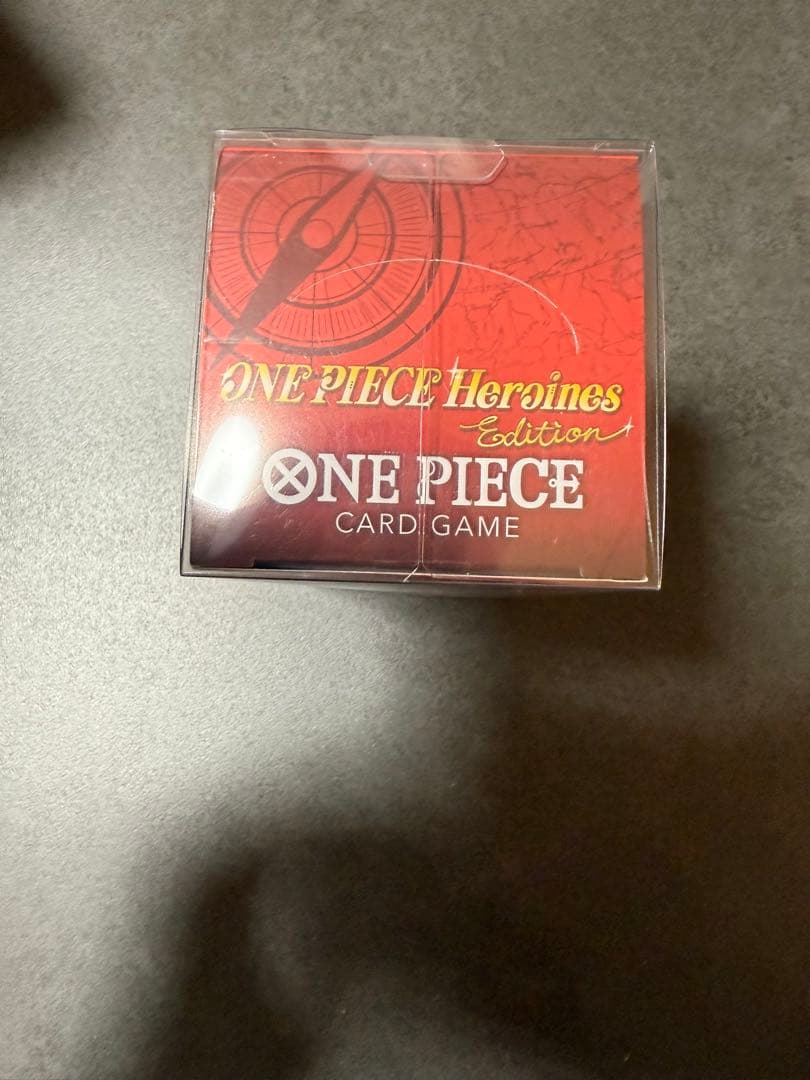 ONE PIECE Heroines
Edition
ONE PIECE
CARD GAME